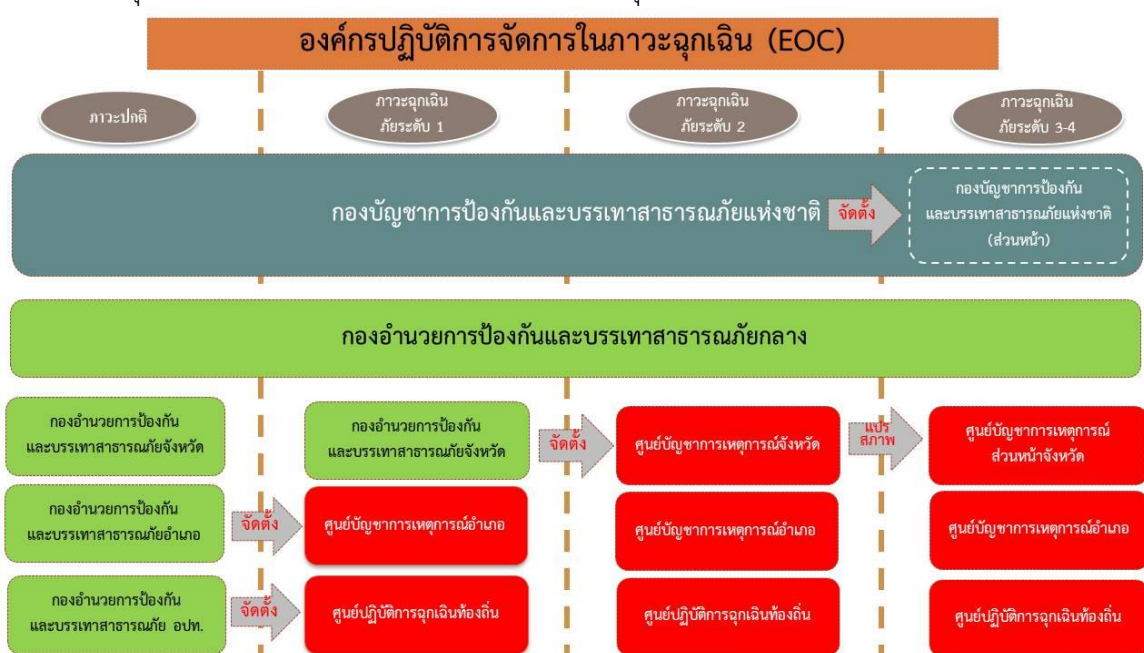 องค์กรปฏิบัติการจัดการในภาวะฉุกเฉิน (EOC)
ภาวะปกติ
ภาวะฉุกเฉิน
ภัยระดับ 1
ภาวะฉุกเฉิน
ภัยระดับ 2
ภาวะฉุกเฉิน
ภัยระดับ 3-4
กองบัญชาการป้องกันและบรรเทาสาธารณภัยแห่งชาติ
จัดตั้ง
กองบัญชาการป้องกัน
และบรรเทาสาธารณภัยแห่งชาติ
(ส่วนหน้า)
กองอำนวยการป้องกันและบรรเทาสาธารณภัยกลาง
กองอำนวยการป้องกัน
และบรรเทาสาธารณภัยจังหวัด
กองอำนวยการป้องกัน
และบรรเทาสาธารณภัยจังหวัด
จัดตั้ง
ศูนย์บัญชาการเหตุการณ์จังหวัด
แปร
สภาพ
ศูนย์บัญชาการเหตุการณ์
ส่วนหน้าจังหวัด
กองอำนวยการป้องกัน
และบรรเทาสาธารณภัยอำเภอ
จัดตั้ง
ศูนย์บัญชาการเหตุการณ์อำเภอ
ศูนย์บัญชาการเหตุการณ์อำเภอ
ศูนย์บัญชาการเหตุการณ์อำเภอ
กองอำนวยการป้องกัน
และบรรเทาสาธารณภัย อปท.
จัดตั้ง
ศูนย์ปฏิบัติการฉุกเฉินท้องถิ่น
ศูนย์ปฏิบัติการฉุกเฉินท้องถิ่น
ศูนย์ปฏิบัติการฉุกเฉินท้องถิ่น